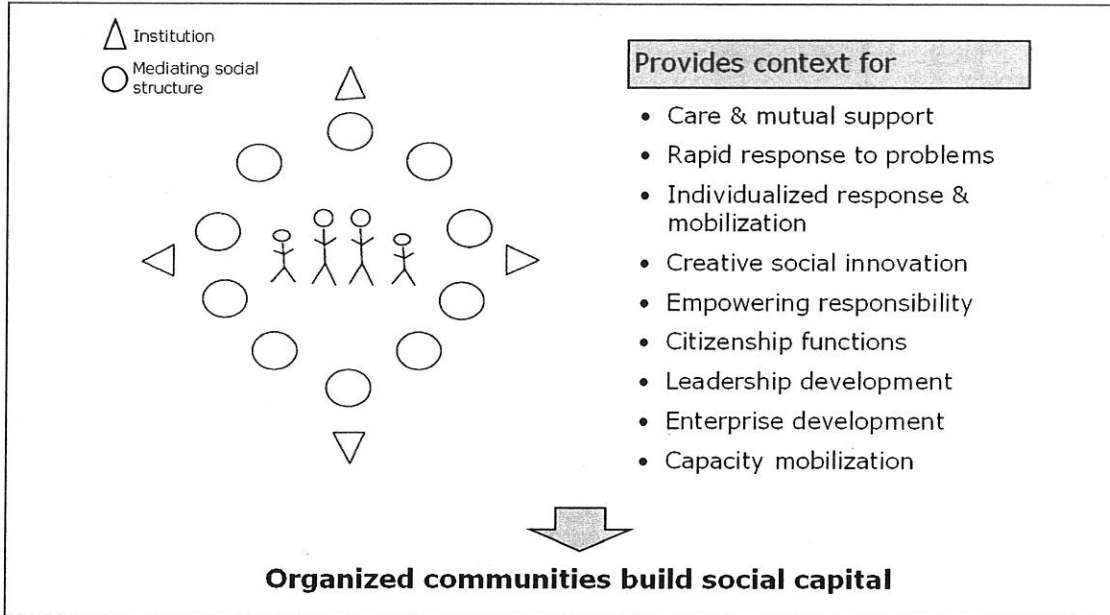 Institution
Mediating social
structure
Provides context for
• Care & mutual support
• Rapid response to problems
• Individualized response &
mobilization
• Creative social innovation
• Empowering responsibility
• Citizenship functions
• Leadership development
• Enterprise development
• Capacity mobilization
Organized communities build social capital